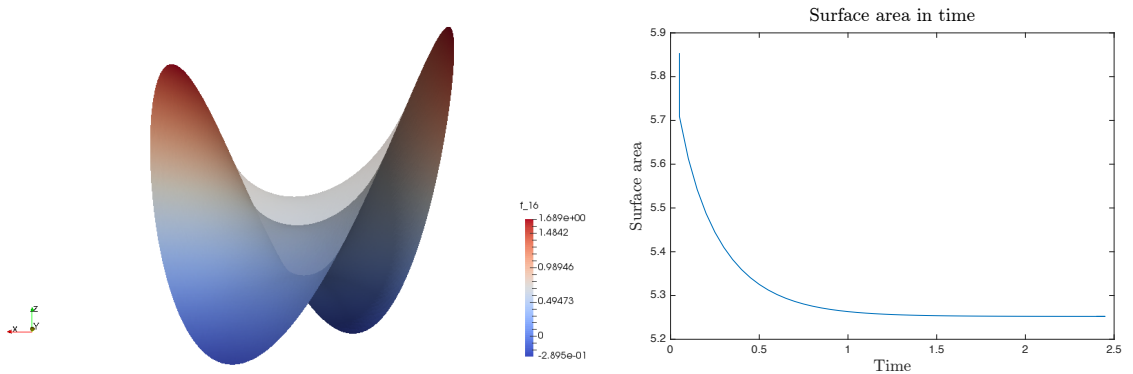 f_16
1.689e+00
1.4842
0.98946
0.49473
0
-2.895e-01
Z
X
Y
Surface area in time
Surface area
5.9
5.8
5.7
5.6
5.5
5.4
5.3
5.2
0
0.5
1
1.5
2
2.5
Time